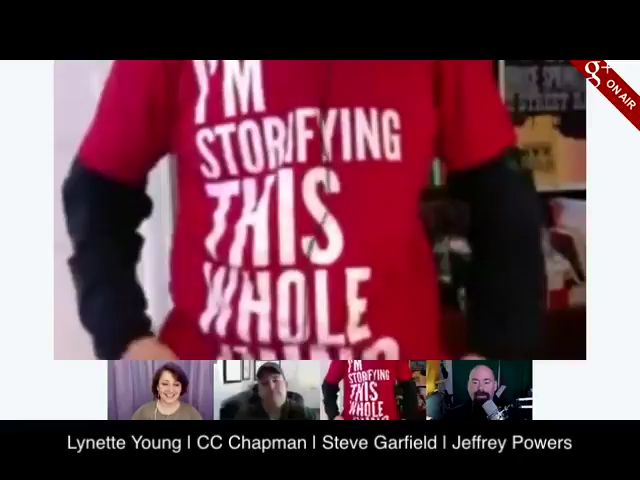 g+ ON AIR
I'M
STORIFYING
THIS
WHOLE
I'M
STORIFYING
THIS
WHOLE
Lynette Young | CC Chapman | Steve Garfield | Jeffrey Powers